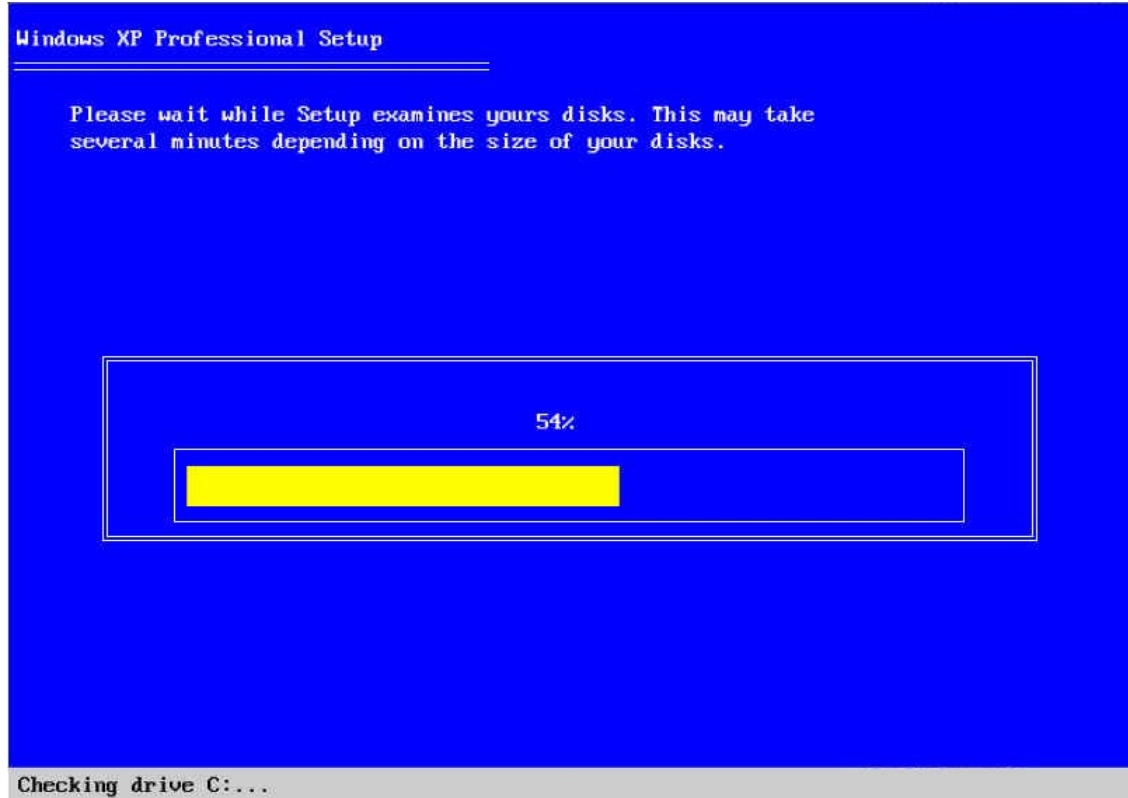 Windows XP Professional Setup
Please wait while Setup examines yours disks. This may take
several minutes depending on the size of your disks.
54%
Checking drive C:...